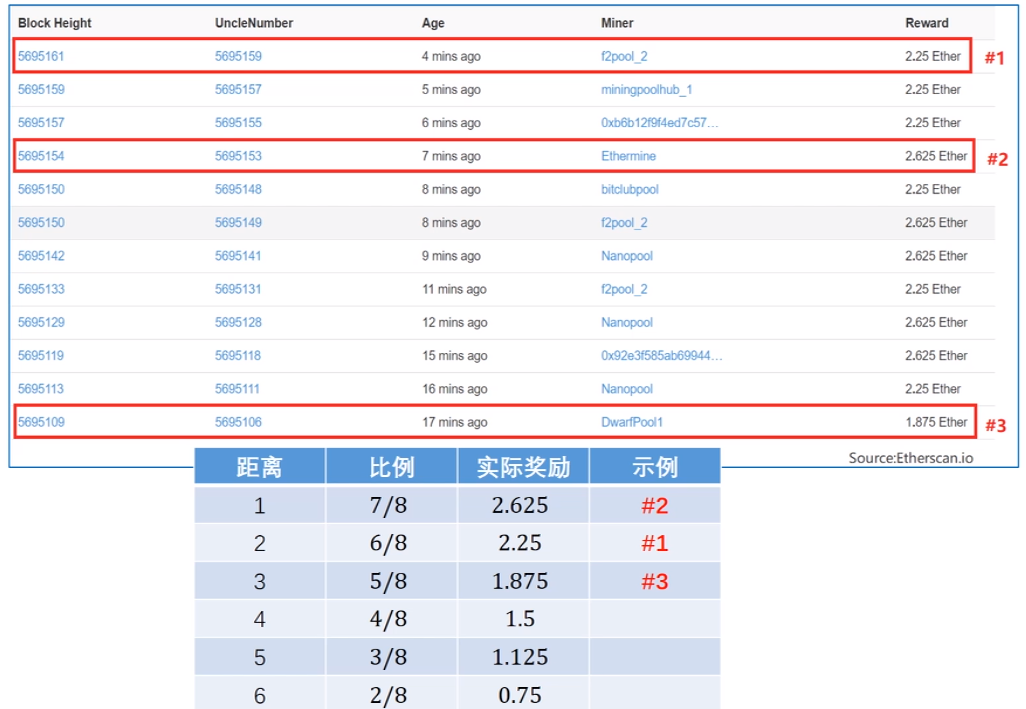 Block Height UncleNumber Age Miner Reward
5695161 5695159 4 mins ago f2pool_2 2.25 Ether #1
5695159 5695157 5 mins ago miningpoolhub_1 2.25 Ether
5695157 5695155 6 mins ago 0xb6b12f9f4ed7c57... 2.25 Ether
5695154 5695153 7 mins ago Ethermine 2.625 Ether #2
5695150 5695148 8 mins ago bitclubpool 2.25 Ether
5695150 5695149 8 mins ago f2pool_2 2.625 Ether
5695142 5695141 9 mins ago Nanopool 2.625 Ether
5695133 5695131 11 mins ago f2pool_2 2.25 Ether
5695129 5695128 12 mins ago Nanopool 2.625 Ether
5695119 5695118 15 mins ago 0x92e3f585ab69944... 2.625 Ether
5695113 5695111 16 mins ago Nanopool 2.25 Ether
5695109 5695106 17 mins ago DwarfPool1 1.875 Ether #3
Source:Etherscan.io
距离 比例 实际奖励 示例
1 7/8 2.625 #2
2 6/8 2.25 #1
3 5/8 1.875 #3
4 4/8 1.5
5 3/8 1.125
6 2/8 0.75